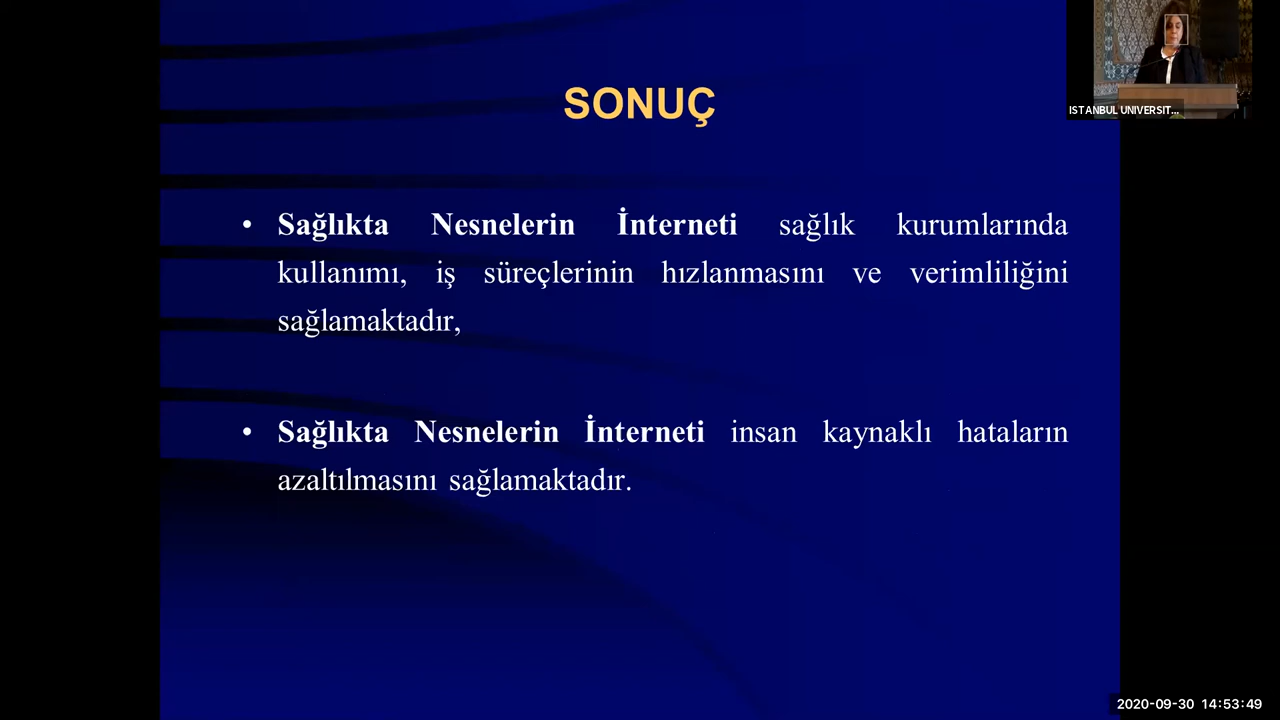 SONUÇ
ISTANBUL UNIVERSIT...
• Sağlıkta Nesnelerin İnterneti sağlık kurumlarında
kullanımı, iş süreçlerinin hızlanmasını ve verimliliğini
sağlamaktadır,
• Sağlıkta Nesnelerin İnterneti insan kaynaklı hataların
azaltılmasını sağlamaktadır.
2020-09-30 14:53:49